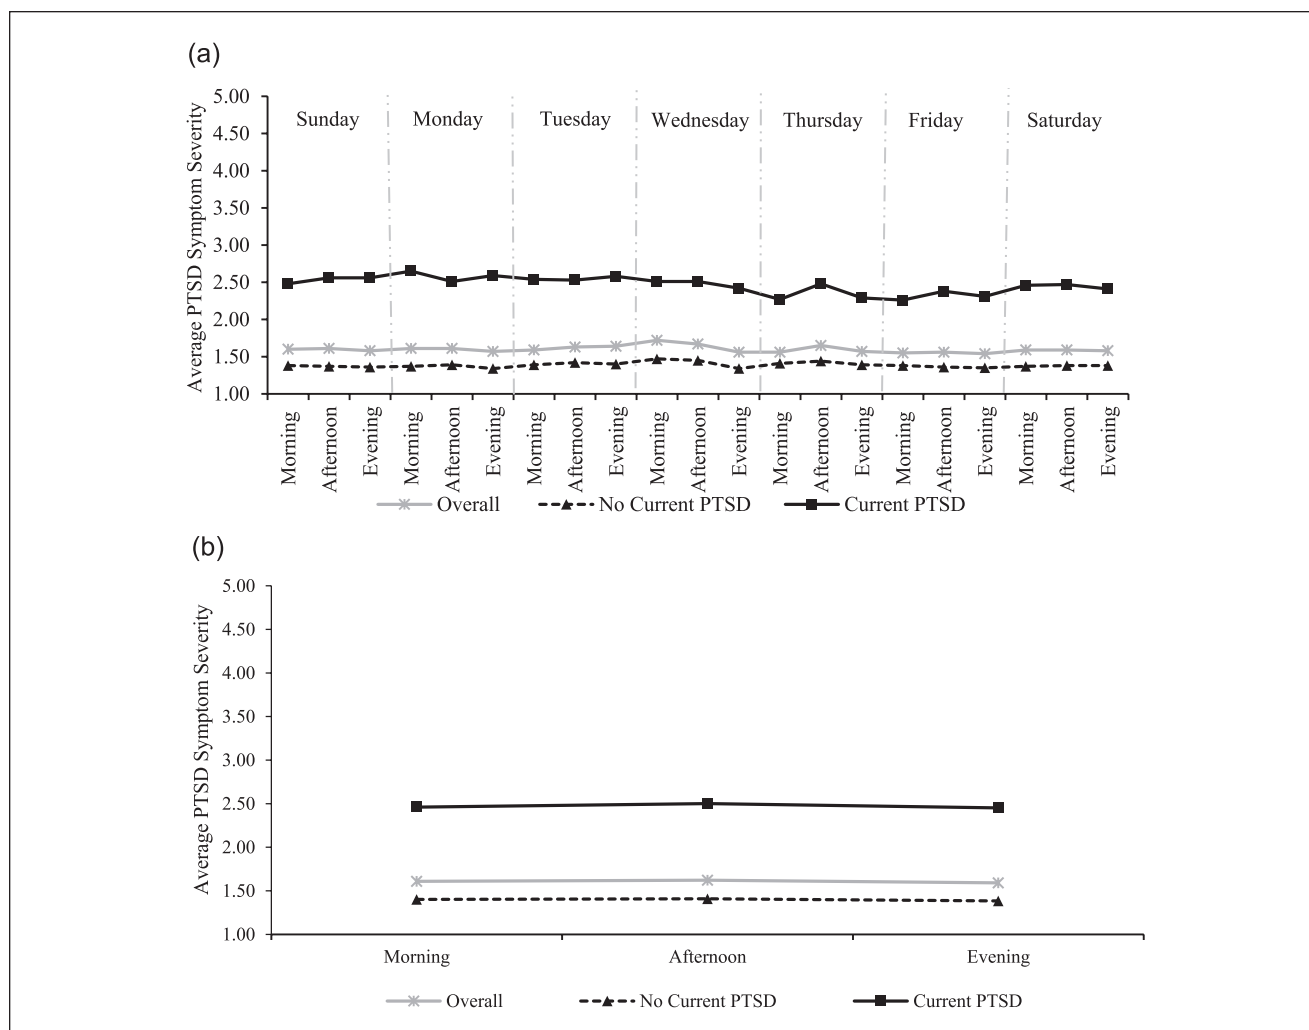 (a)
Average PTSD Symptom Severity
5.00
4.50
4.00
3.50
3.00
2.50
2.00
1.50
1.00
Sunday Monday Tuesday Wednesday Thursday Friday Saturday
Morning Afternoon Evening Morning Afternoon Evening Morning Afternoon Evening Morning Afternoon Evening Morning Afternoon Evening Morning Afternoon Evening Morning Afternoon Evening
Overall No Current PTSD Current PTSD
(b)
Average PTSD Symptom Severity
5.00
4.50
4.00
3.50
3.00
2.50
2.00
1.50
1.00
Morning Afternoon Evening
Overall No Current PTSD Current PTSD